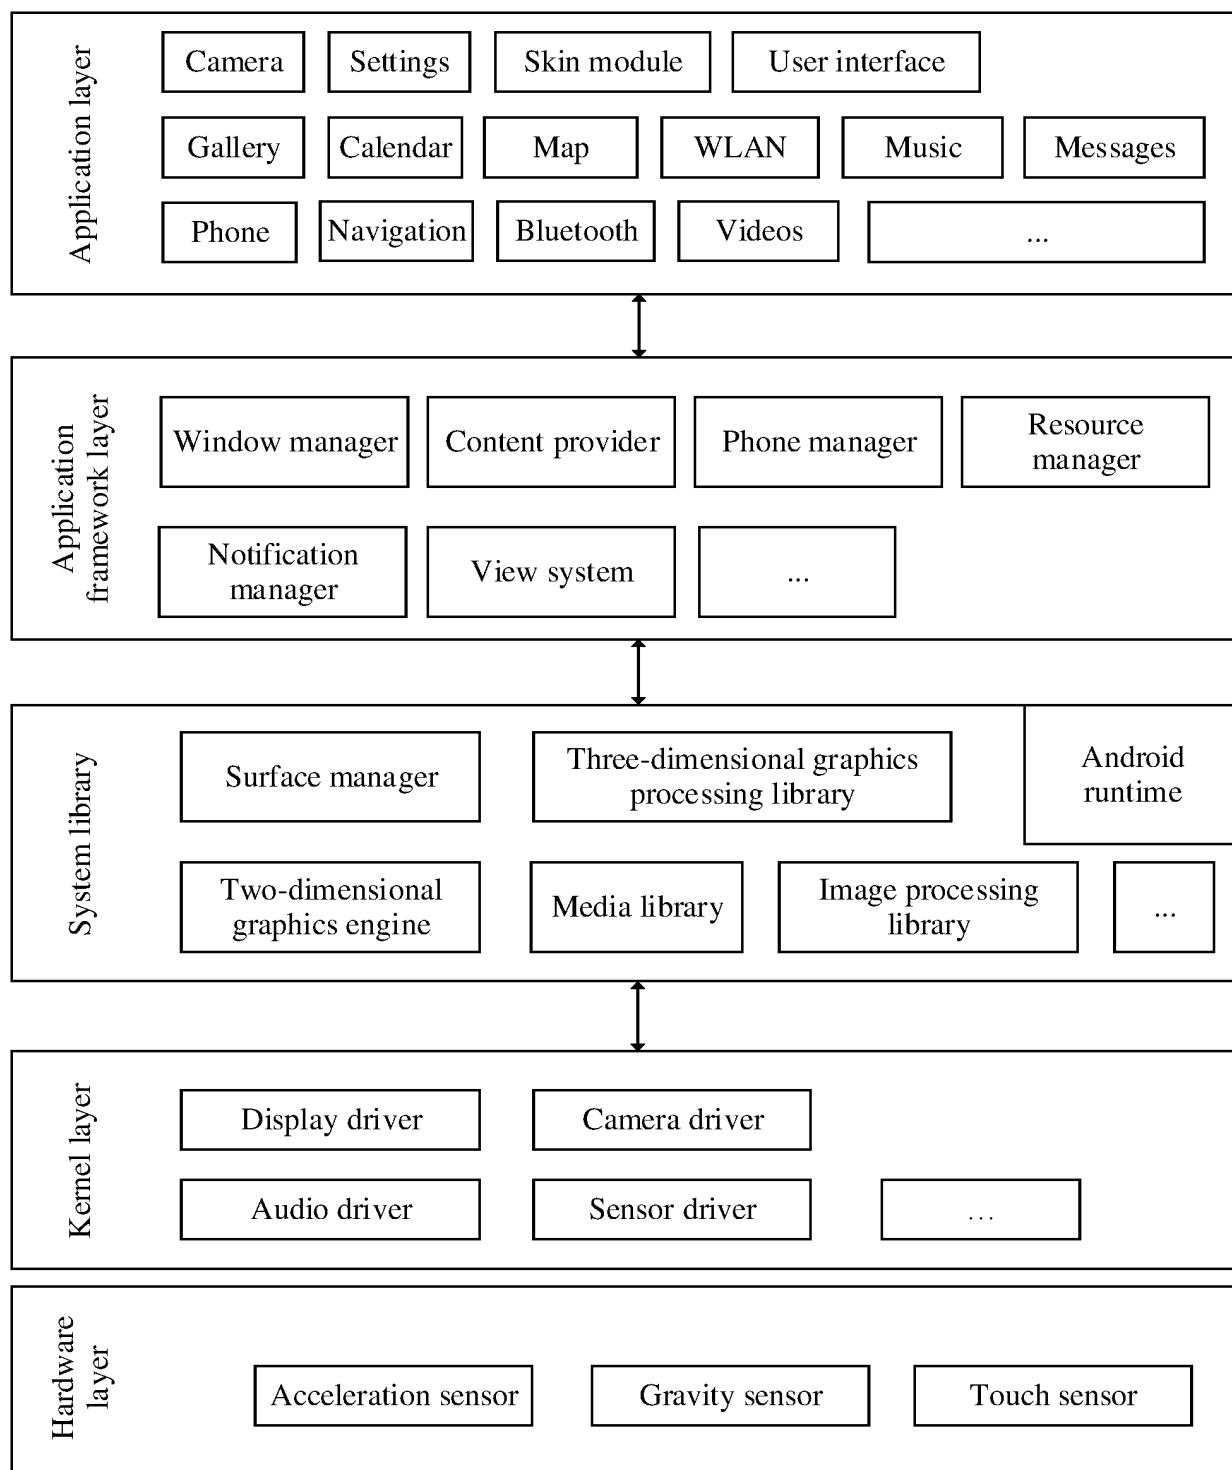 Application layer
Camera
Settings
Skin module
User interface
Gallery
Calendar
Map
WLAN
Music
Messages
Phone
Navigation
Bluetooth
Videos
...
Application
framework layer
Window manager
Content provider
Phone manager
Resource
manager
Notification
manager
View system
...
System library
Surface manager
Three-dimensional graphics
processing library
Android
runtime
Two-dimensional
graphics engine
Media library
Image processing
library
...
Kernel layer
Display driver
Camera driver
Audio driver
Sensor driver
...
Hardware
layer
Acceleration sensor
Gravity sensor
Touch sensor